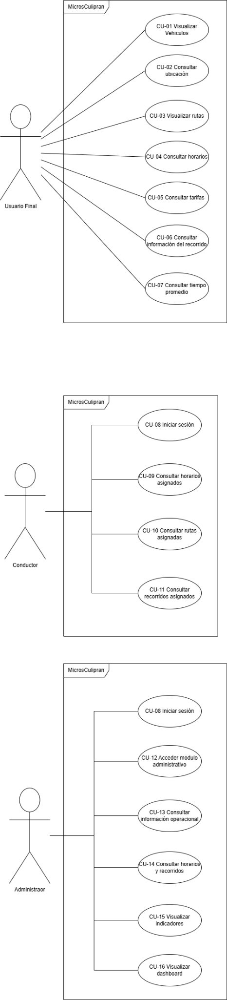 MicrosCulipran
CU-01 Visualizar
Vehiculos
CU-02 Consultar
ubicación
CU-03 Visualizar rutas
CU-04 Consultar horarios
CU-05 Consultar tarifas
Usuario Final
CU-06 Consultar
información del recorrido
CU-07 Consultar tiempo
promedio
MicrosCulipran
CU-08 Iniciar sesión
CU-09 Consultar horarios
asignados
CU-10 Consultar rutas
asignadas
Conductor
CU-11 Consultar
recorridos asignados
MicrosCulipran
CU-08 Iniciar sesión
CU-12 Acceder modulo
administrativo
CU-13 Consultar
información operacional
CU-14 Consultar horarios
y recorridos
Administraor
CU-15 Visualizar
indicadores
CU-16 Visualizar
dashboard